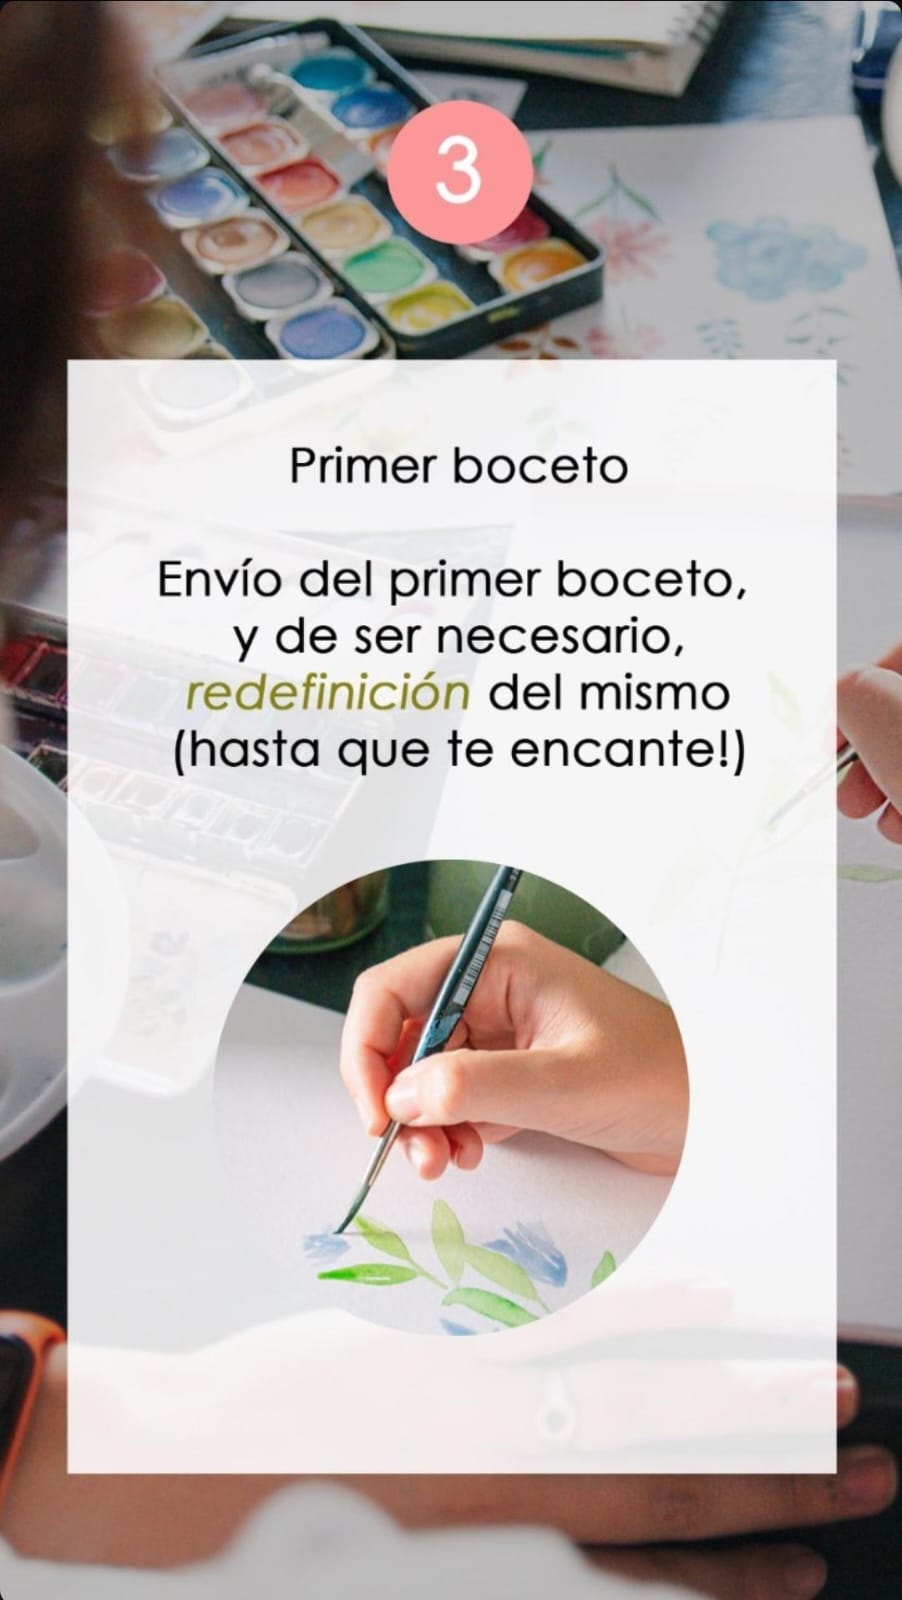 3
Primer boceto
Envío del primer boceto,
y de ser necesario,
redefinición del mismo
(hasta que te encante!)